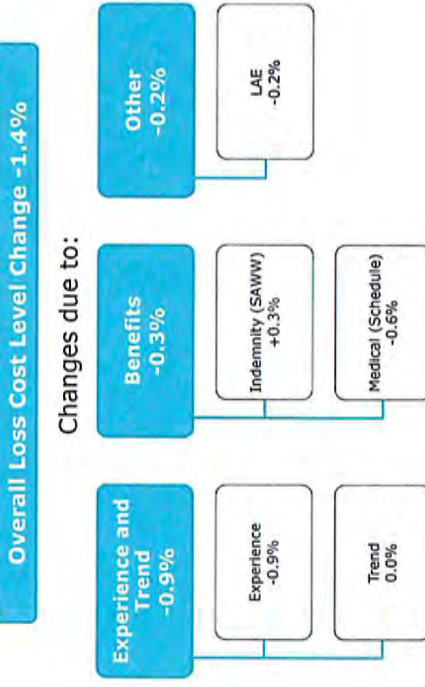 Overall Loss Cost Level Change -1.4%
Changes due to:
Experience and
Trend
-0.9%
Experience
-0.9%
Trend
0.0%
Benefits
-0.3%
Indemnity (SAWW)
+0.3%
Medical (Schedule)
-0.6%
Other
-0.2%
LAE
-0.2%